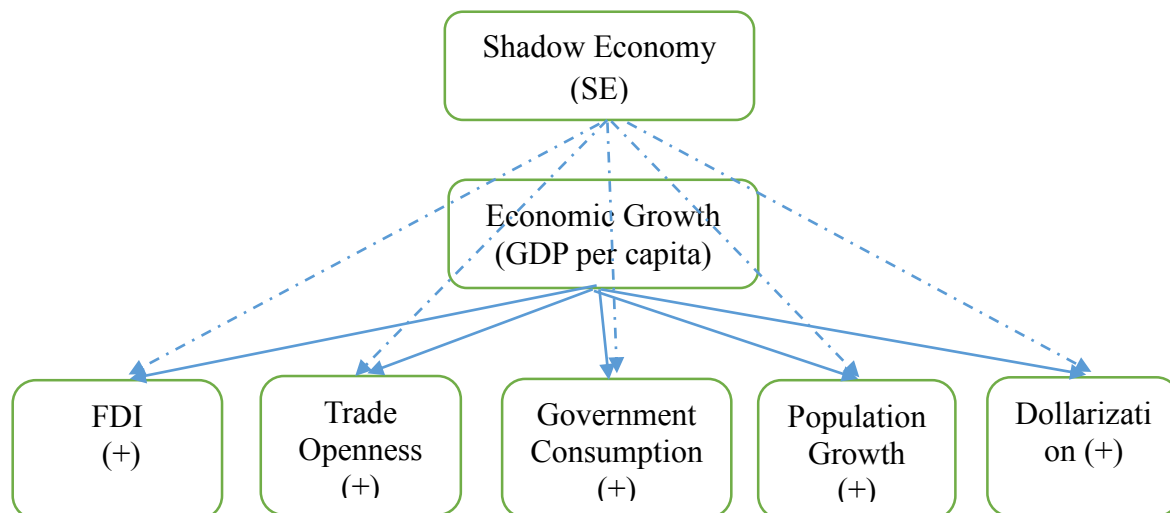 Shadow Economy
(SE)
Economic Growth
(GDP per capita)
FDI
(+)
Trade
Openness
(+)
Government
Consumption
(+)
Population
Growth
(+)
Dollarizati
on (+)